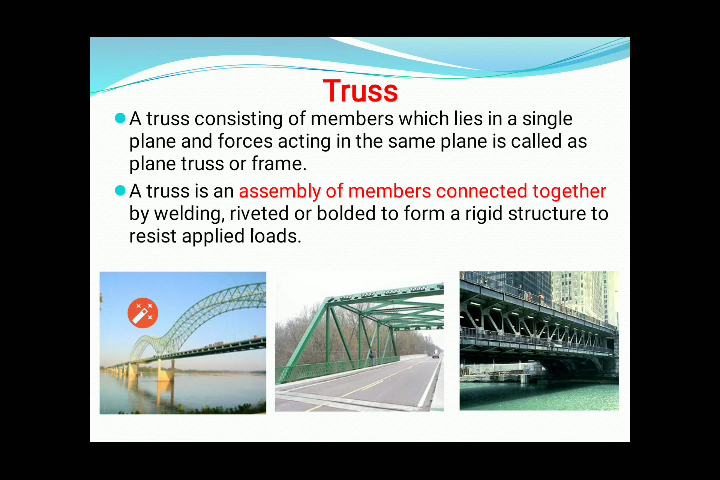 Truss
A truss consisting of members which lies in a single
plane and forces acting in the same plane is called as
plane truss or frame.
A truss is an assembly of members connected together
by welding, riveted or bolded to form a rigid structure to
resist applied loads.